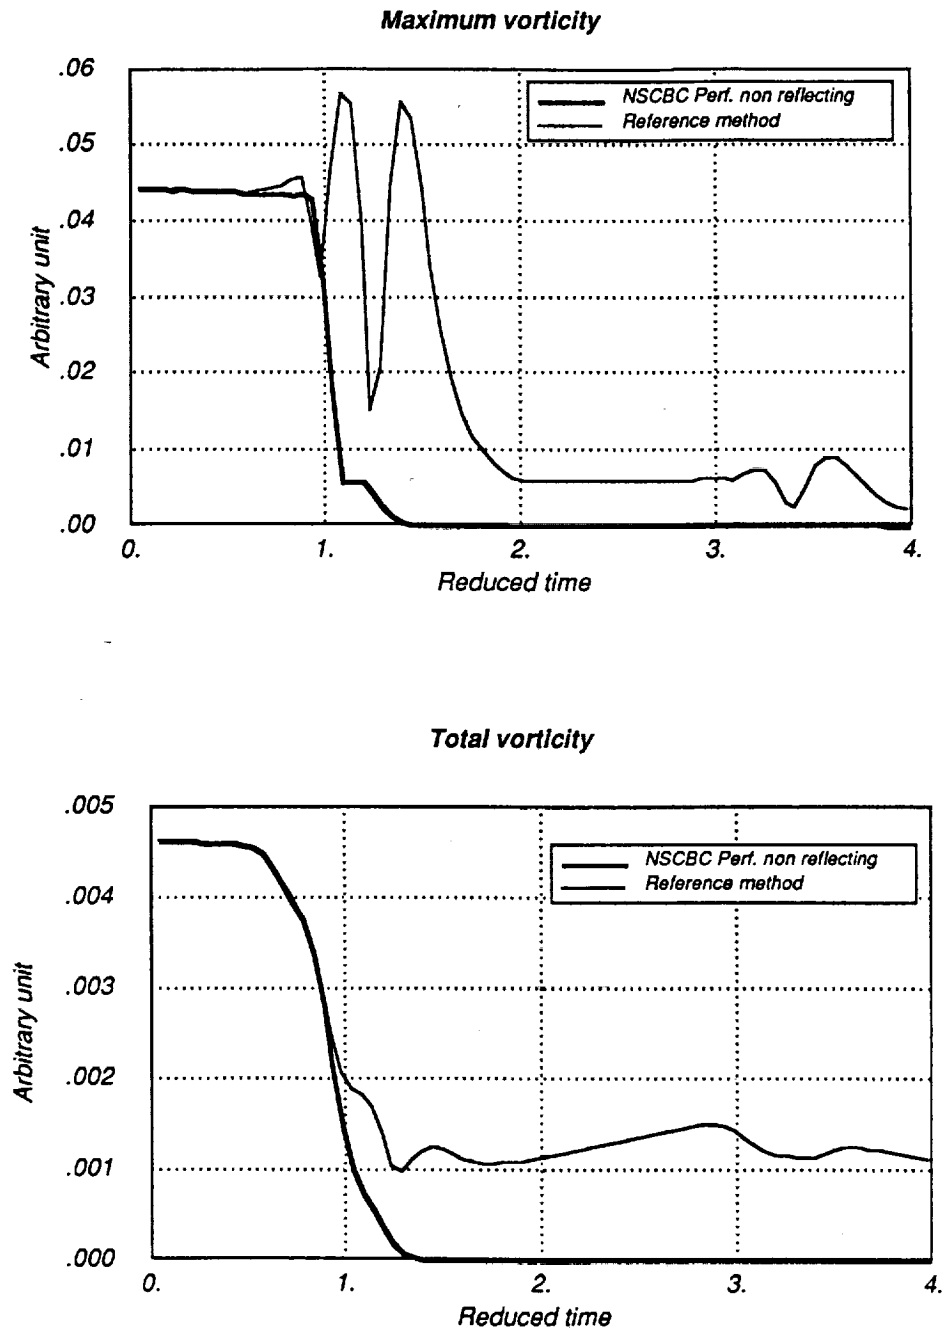 Maximum vorticity
.06
.05
.04
.03
.02
.01
.00
Arbitrary unit
NSCBC Perf. non reflecting
Reference method
0. 1. 2. 3. 4.
Reduced time
Total vorticity
.005
.004
.003
.002
.001
.000
Arbitrary unit
NSCBC Perf. non reflecting
Reference method
0. 1. 2. 3. 4.
Reduced time